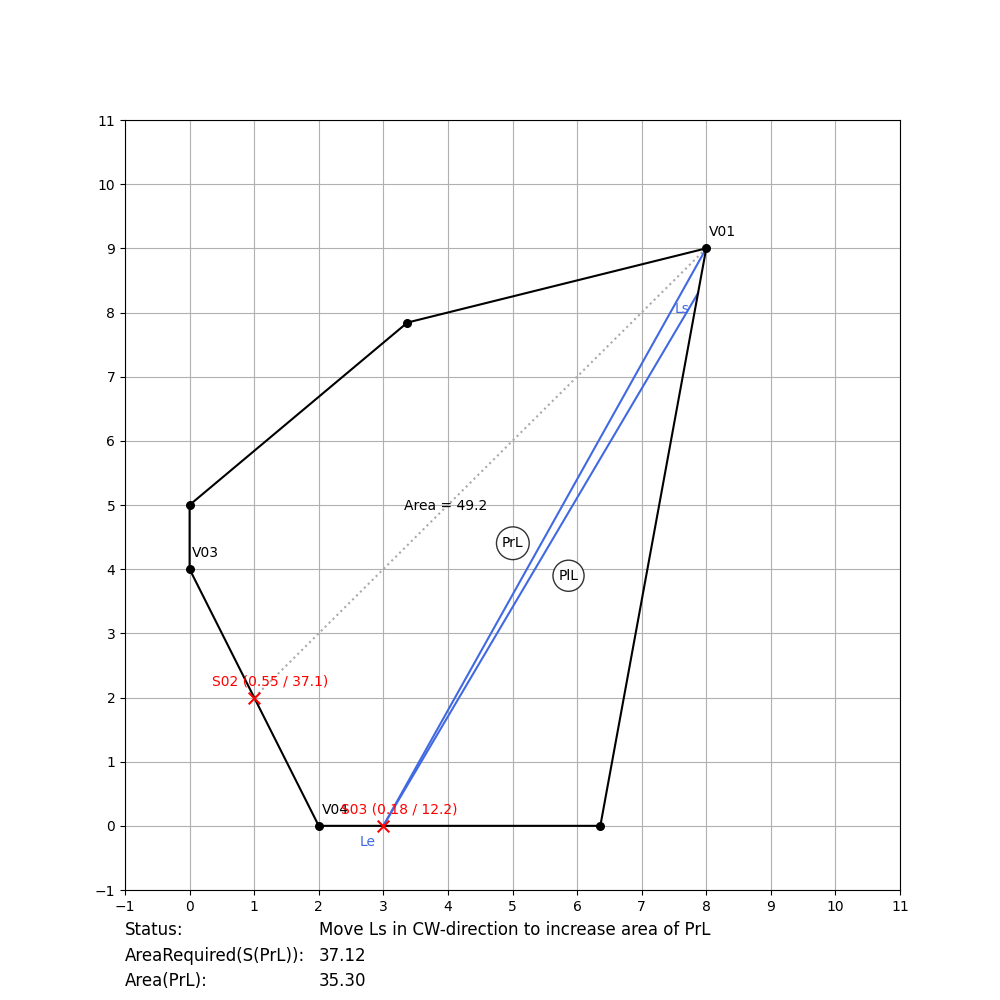 11
10
9
8
7
6
5
4
3
2
1
0
−1
V01
Ls
Area = 49.2
PrL
PlL
V03
S02 (0.55 / 37.1)
V04
S03 (0.18 / 12.2)
Le
−1 0 1 2 3 4 5 6 7 8 9 10 11
Status: Move Ls in CW-direction to increase area of PrL
AreaRequired(S(PrL)): 37.12
Area(PrL): 35.30